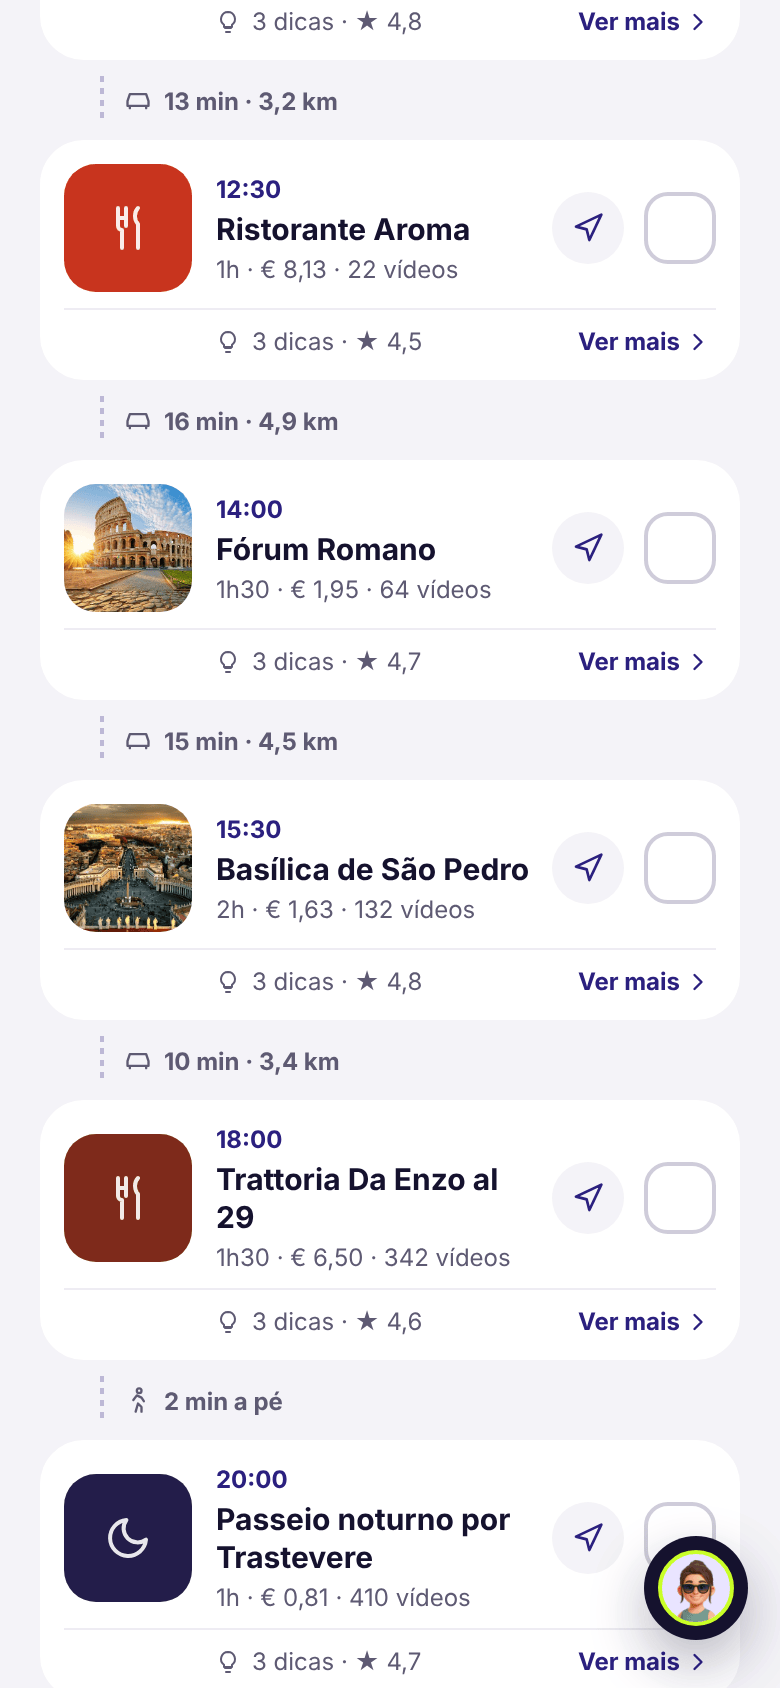 3 dicas · ★ 4,8 Ver mais
13 min · 3,2 km
12:30
Ristorante Aroma
1h · € 8,13 · 22 vídeos
3 dicas · ★ 4,5 Ver mais
16 min · 4,9 km
14:00
Fórum Romano
1h30 · € 1,95 · 64 vídeos
3 dicas · ★ 4,7 Ver mais
15 min · 4,5 km
15:30
Basílica de São Pedro
2h · € 1,63 · 132 vídeos
3 dicas · ★ 4,8 Ver mais
10 min · 3,4 km
18:00
Trattoria Da Enzo al
29
1h30 · € 6,50 · 342 vídeos
3 dicas · ★ 4,6 Ver mais
2 min a pé
20:00
Passeio noturno por
Trastevere
1h · € 0,81 · 410 vídeos
3 dicas · ★ 4,7 Ver mais